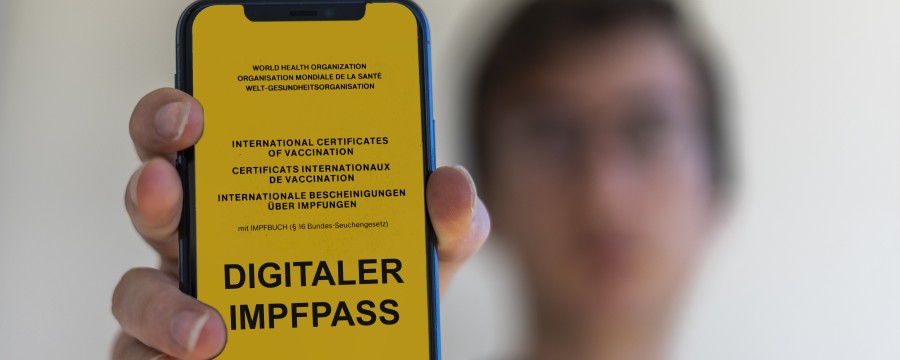 WORLD HEALTH ORGANIZATION
ORGANISATION MONDIALE DE LA SANTÉ
WELT-GESUNDHEITSORGANISATION
INTERNATIONAL CERTIFICATES
OF VACCINATION
CERTIFICATS INTERNATIONAUX
DE VACCINATION
INTERNATIONALE BESCHEINIGUNGEN
ÜBER IMPFUNGEN
mit IMPFBUCH (§ 16 Bundes-Seuchengesetz)
DIGITALER
IMPFPASS